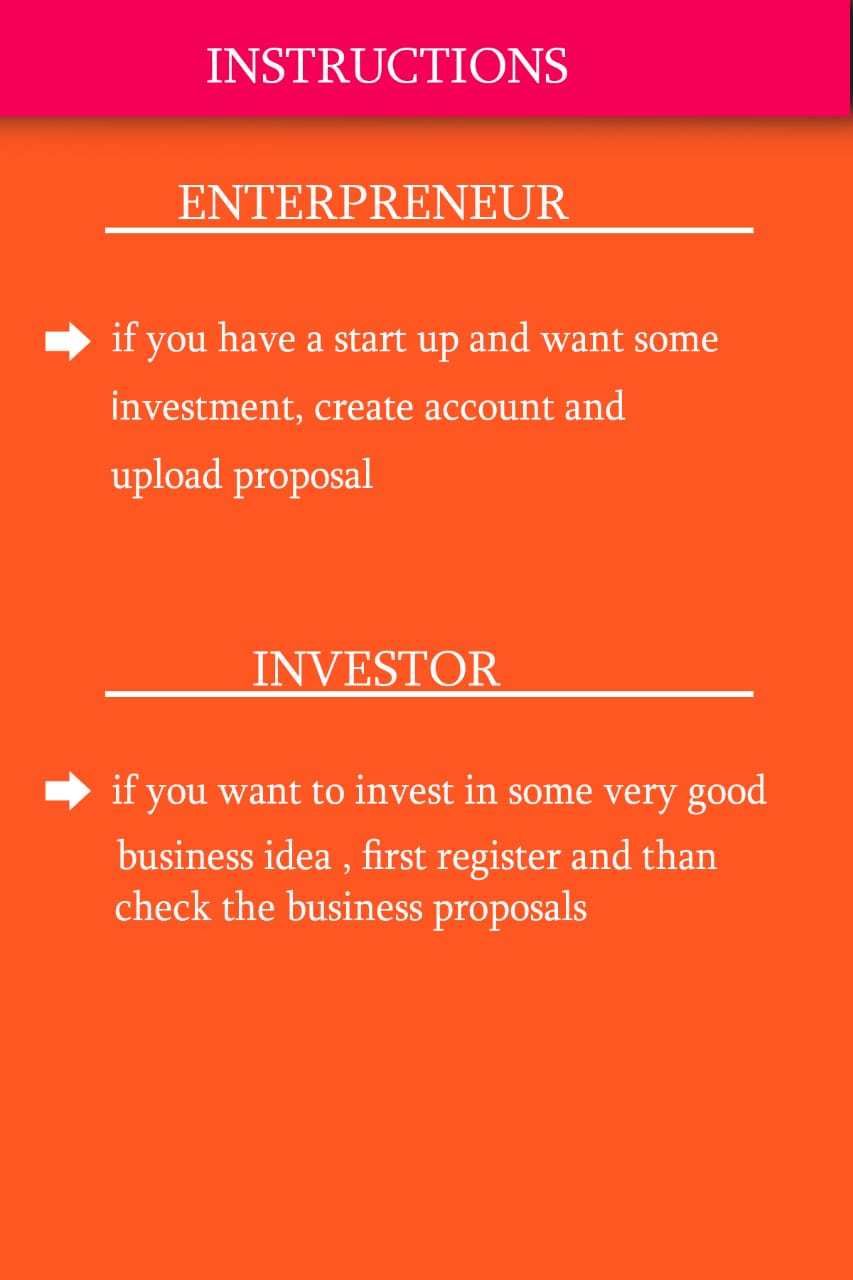 INSTRUCTIONS
ENTERPRENEUR
if you have a start up and want some
investment, create account and
upload proposal
INVESTOR
if you want to invest in some very good
business idea , first register and than
check the business proposals